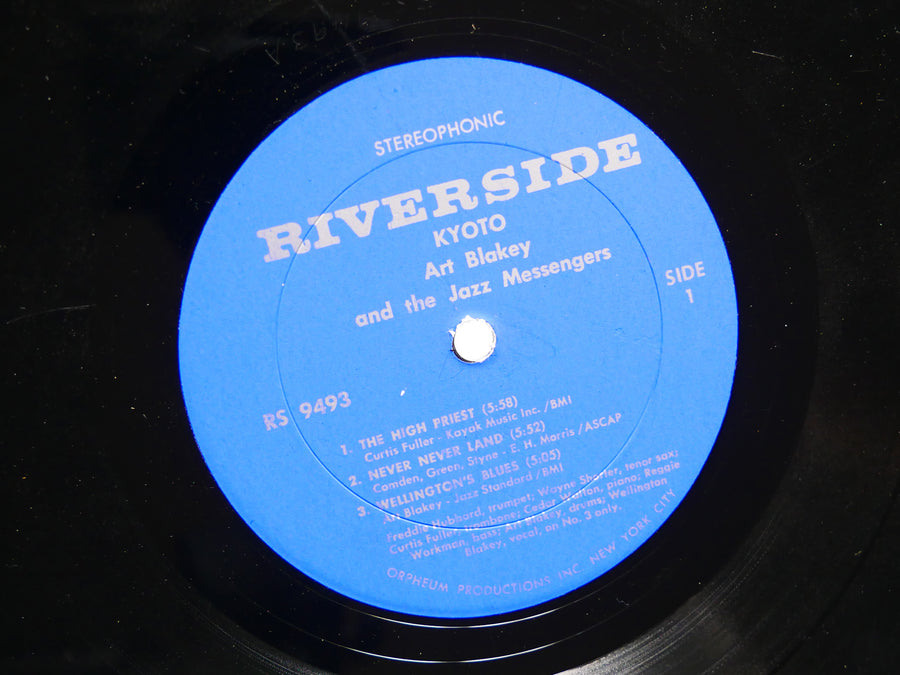 STEREOPHONIC
RIVERSIDE
KYOTO
Art Blakey
and the Jazz Messengers
SIDE
1
RS 9493
1. THE HIGH PRIEST (5:58)
Curtis Fuller - Kayak Music Inc. /BMI
2. NEVER NEVER LAND (5:52)
Comden, Green, Styne - E. H. Morris /ASCAP
3. WELLINGTON'S BLUES (5:05)
Art Blakey - Jazz Standard /BMI
Freddie Hubbard, trumpet; Wayne Shorter, tenor sax;
Curtis Fuller, trombone; Cedar Walton, piano; Reggie
Workman, bass; Art Blakey, drums; Wellington
Blakey, vocal; on No. 3 only.
ORPHEUM PRODUCTIONS INC. NEW YORK CITY